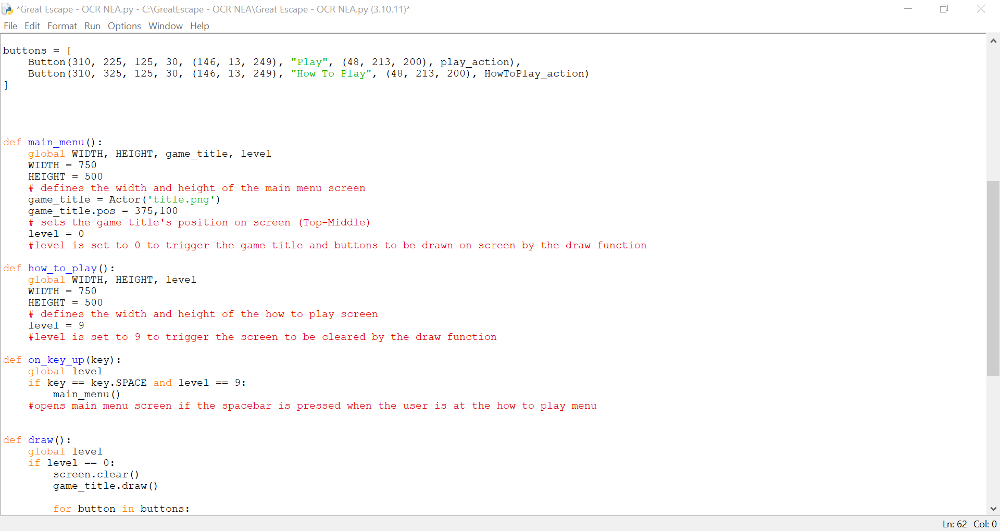 *Great Escape - OCR NEA.py - C:\GreatEscape - OCR NEA\Great Escape - OCR NEA.py (3.10.11)*
File Edit Format Run Options Window Help
buttons = [
    Button(310, 225, 125, 30, (146, 13, 249), "Play", (48, 213, 200), play_action),
    Button(310, 325, 125, 30, (146, 13, 249), "How To Play", (48, 213, 200), HowToPlay_action)
]
def main_menu():
    global WIDTH, HEIGHT, game_title, level
    WIDTH = 750
    HEIGHT = 500
    # defines the width and height of the main menu screen
    game_title = Actor('title.png')
    game_title.pos = 375,100
    # sets the game title's position on screen (Top-Middle)
    level = 0
    #level is set to 0 to trigger the game title and buttons to be drawn on screen by the draw function
def how_to_play():
    global WIDTH, HEIGHT, level
    WIDTH = 750
    HEIGHT = 500
    # defines the width and height of the how to play screen
    level = 9
    #level is set to 9 to trigger the screen to be cleared by the draw function
def on_key_up(key):
    global level
    if key == key.SPACE and level == 9:
        main_menu()
    #opens main menu screen if the spacebar is pressed when the user is at the how to play menu
def draw():
    global level
    if level == 0:
        screen.clear()
        game_title.draw()
        for button in buttons:
Ln: 62 Col: 0